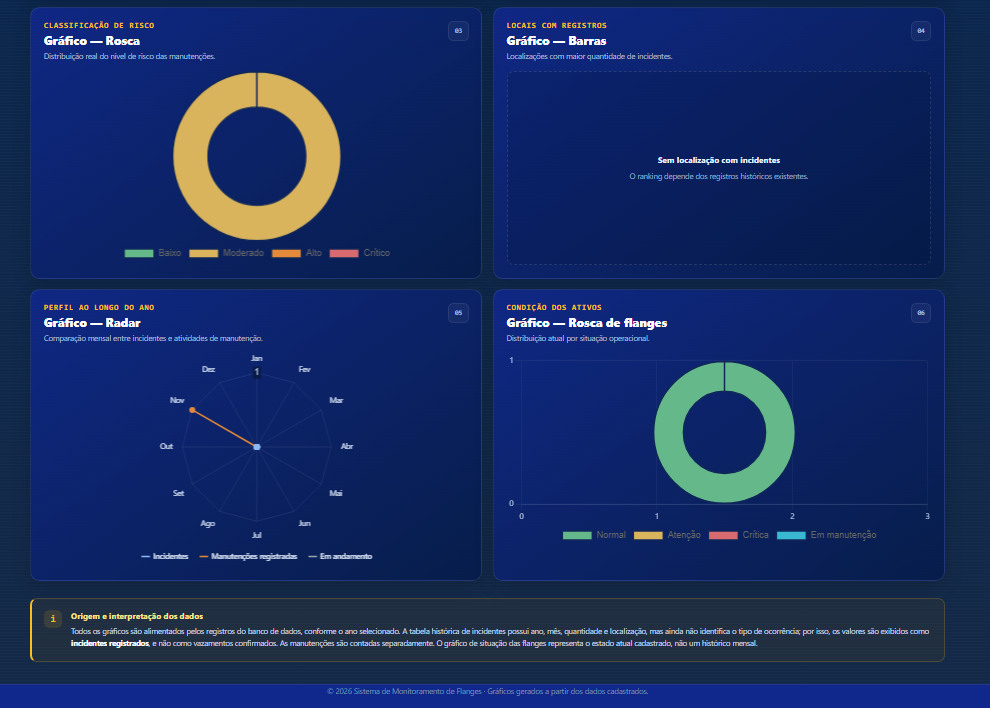 CLASSIFICAÇÃO DE RISCO
03
Gráfico — Rosca
Distribuição real do nível de risco das manutenções.
Baixo Moderado Alto Crítico
LOCAIS COM REGISTROS
04
Gráfico — Barras
Localizações com maior quantidade de incidentes.
Sem localização com incidentes
O ranking depende dos registros históricos existentes.
PERFIL AO LONGO DO ANO
05
Gráfico — Radar
Comparação mensal entre incidentes e atividades de manutenção.
Jan
1
Dez Fev
Nov Mar
Out Abr
Set Mai
Ago Jun
Jul
Incidentes Manutenções registradas Em andamento
CONDIÇÃO DOS ATIVOS
06
Gráfico — Rosca de flanges
Distribuição atual por situação operacional.
1
0
0 1 2 3
Normal Atenção Crítica Em manutenção
i
Origem e interpretação dos dados
Todos os gráficos são alimentados pelos registros do banco de dados, conforme o ano selecionado. A tabela histórica de incidentes possui ano, mês, quantidade e localização, mas ainda não identifica o tipo de ocorrência; por isso, os valores são exibidos como
incidentes registrados, e não como vazamentos confirmados. As manutenções são contadas separadamente. O gráfico de situação das flanges representa o estado atual cadastrado, não um histórico mensal.
© 2026 Sistema de Monitoramento de Flanges · Gráficos gerados a partir dos dados cadastrados.